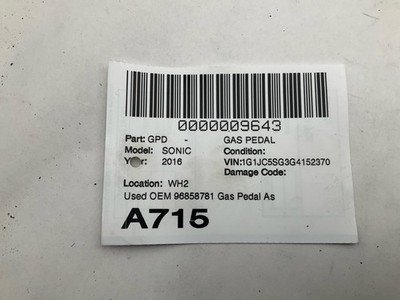 0000009643
Part: GPD - GAS PEDAL
Model: SONIC Condition:
Year: 2016 VIN:1G1JC5SG3G4152370
Damage Code:
Location: WH2
Used OEM 96858781 Gas Pedal As
A715